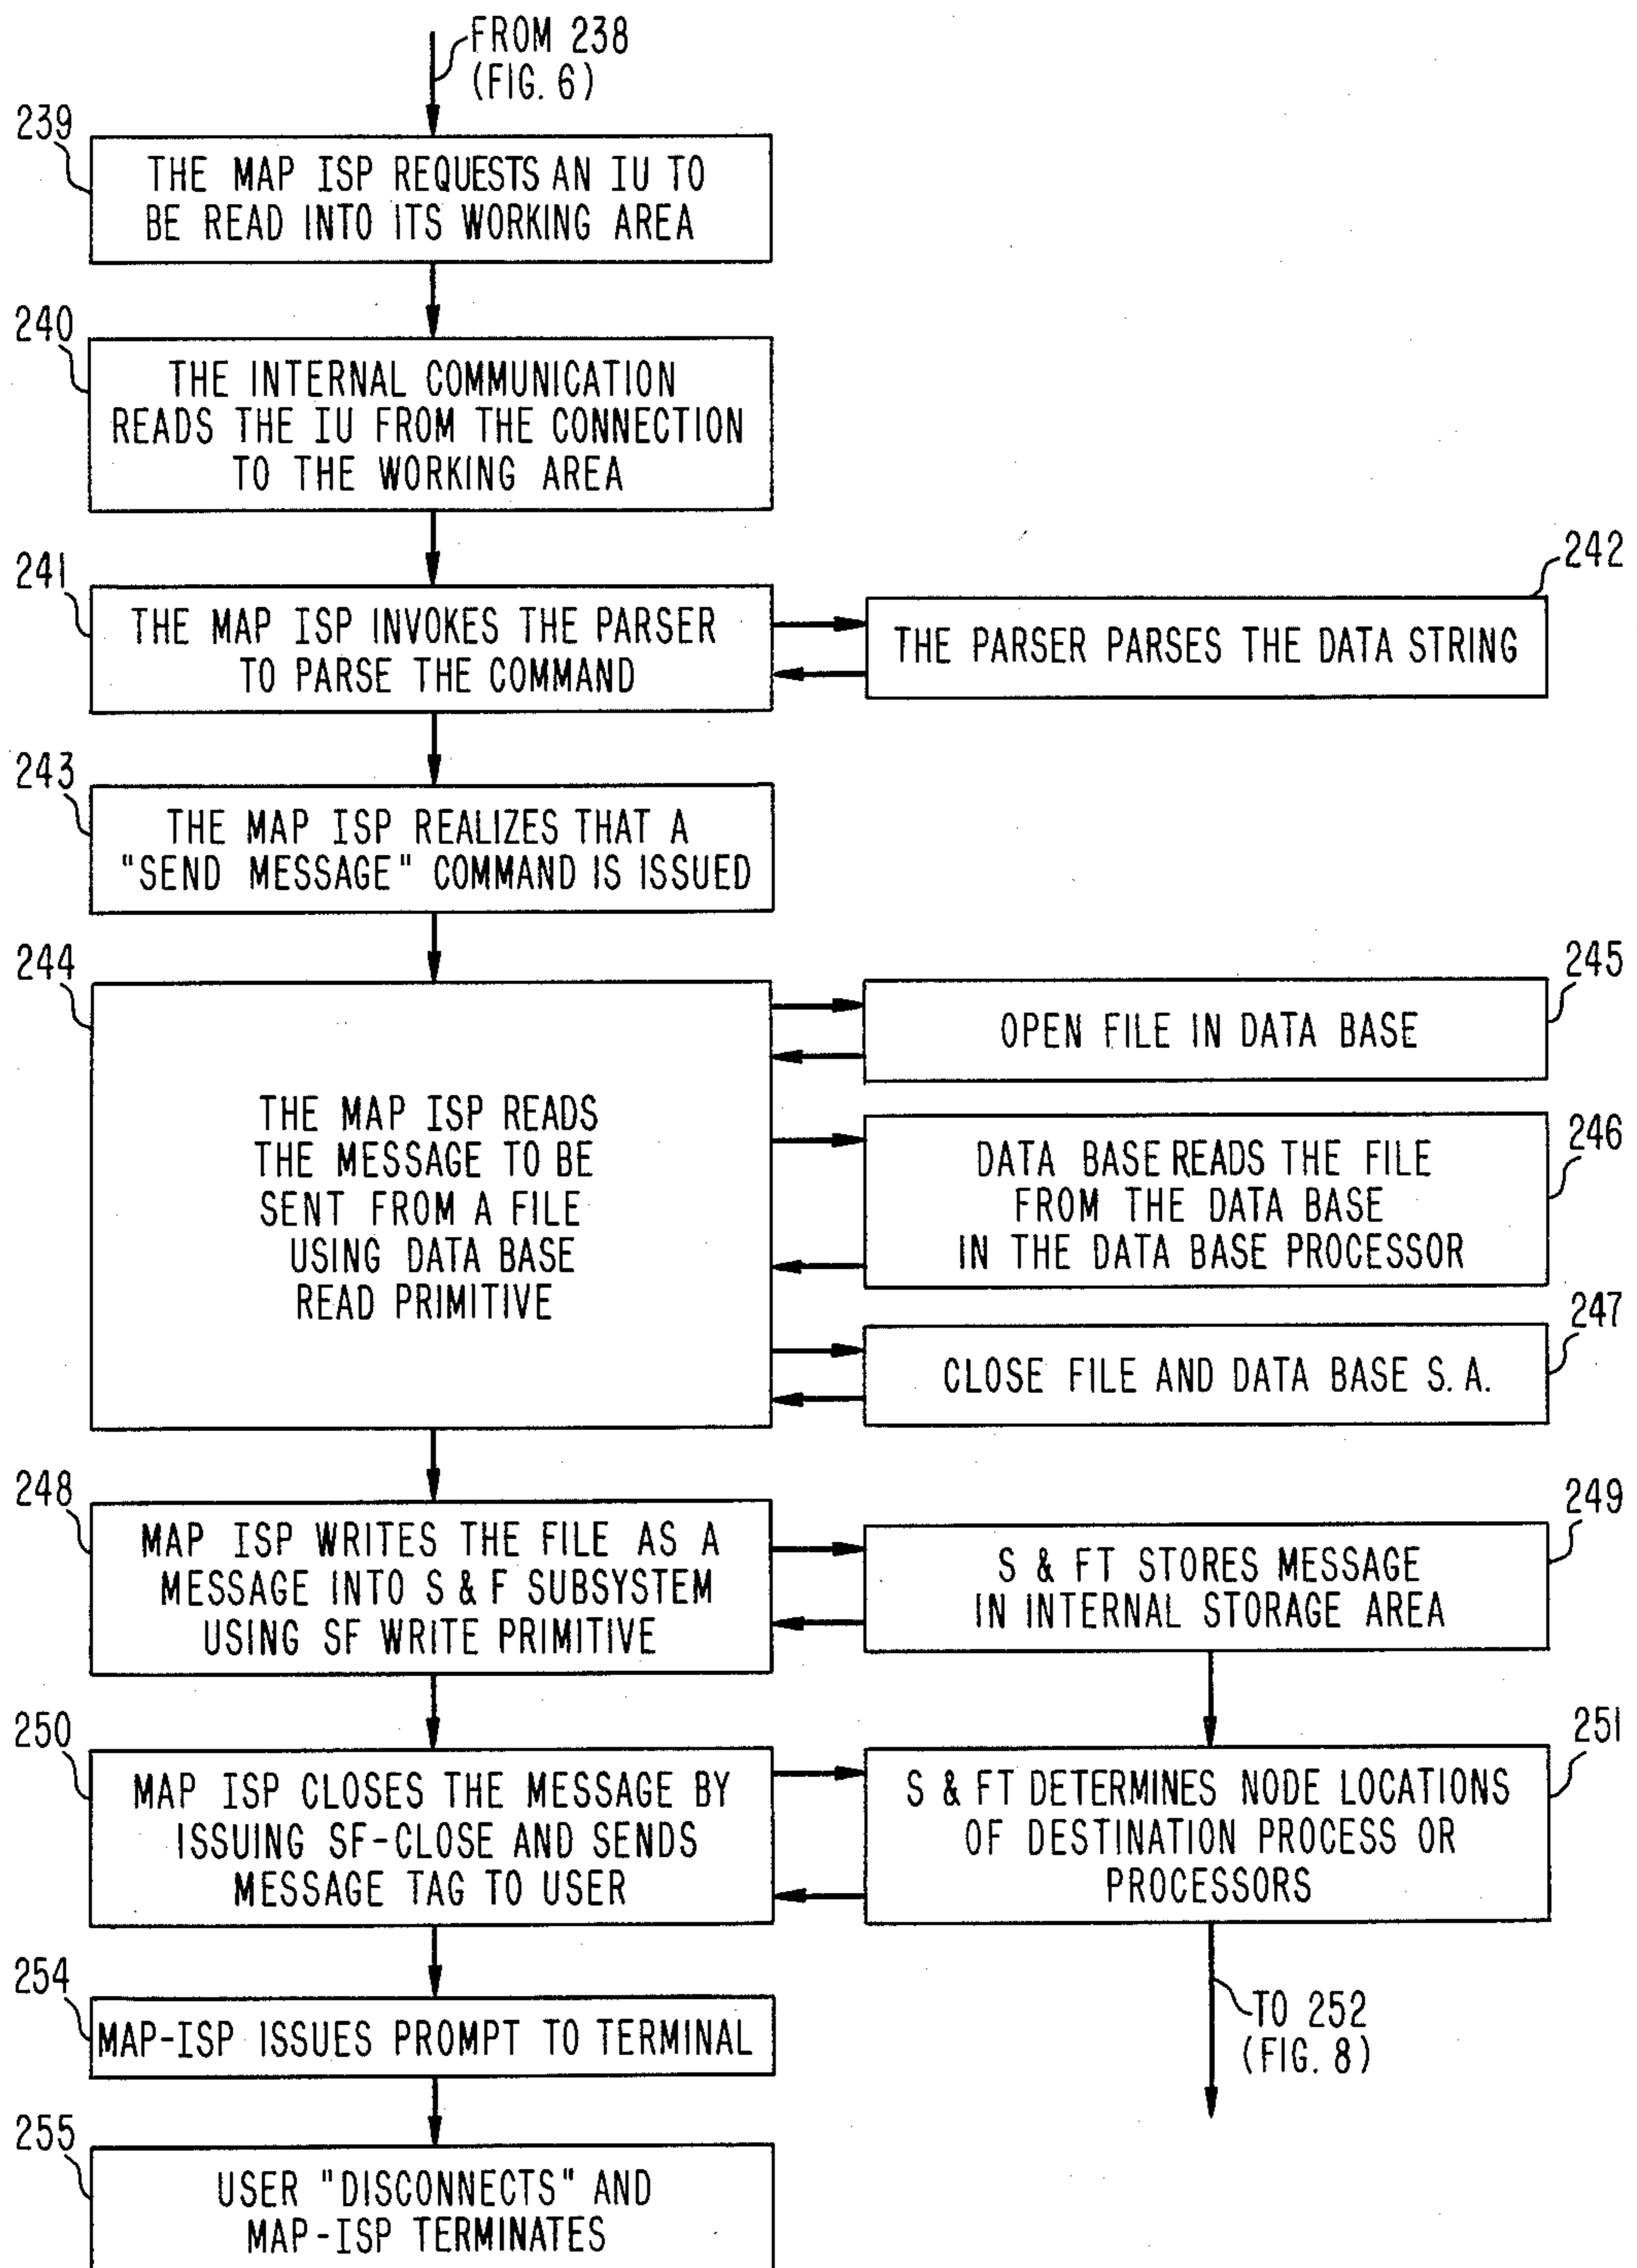 FROM 238
(FIG. 6)
239
THE MAP ISP REQUESTS AN IU TO
BE READ INTO ITS WORKING AREA
240
THE INTERNAL COMMUNICATION
READS THE IU FROM THE CONNECTION
TO THE WORKING AREA
241
THE MAP ISP INVOKES THE PARSER
TO PARSE THE COMMAND
242
THE PARSER PARSES THE DATA STRING
243
THE MAP ISP REALIZES THAT A
"SEND MESSAGE" COMMAND IS ISSUED
244
THE MAP ISP READS
THE MESSAGE TO BE
SENT FROM A FILE
USING DATA BASE
READ PRIMITIVE
245
OPEN FILE IN DATA BASE
246
DATA BASE READS THE FILE
FROM THE DATA BASE
IN THE DATA BASE PROCESSOR
247
CLOSE FILE AND DATA BASE S. A.
248
MAP ISP WRITES THE FILE AS A
MESSAGE INTO S & F SUBSYSTEM
USING SF WRITE PRIMITIVE
249
S & FT STORES MESSAGE
IN INTERNAL STORAGE AREA
250
MAP ISP CLOSES THE MESSAGE BY
ISSUING SF-CLOSE AND SENDS
MESSAGE TAG TO USER
251
S & FT DETERMINES NODE LOCATIONS
OF DESTINATION PROCESS OR
PROCESSORS
254
MAP-ISP ISSUES PROMPT TO TERMINAL
TO 252
(FIG. 8)
255
USER "DISCONNECTS" AND
MAP-ISP TERMINATES